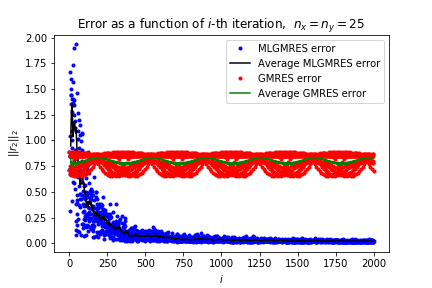 Error as a function of i-th iteration, n_x = n_y = 25
2.00
1.75
1.50
1.25
1.00
0.75
0.50
0.25
0.00
||r_2||_2
MLGMRES error
Average MLGMRES error
GMRES error
Average GMRES error
0 250 500 750 1000 1250 1500 1750 2000
i